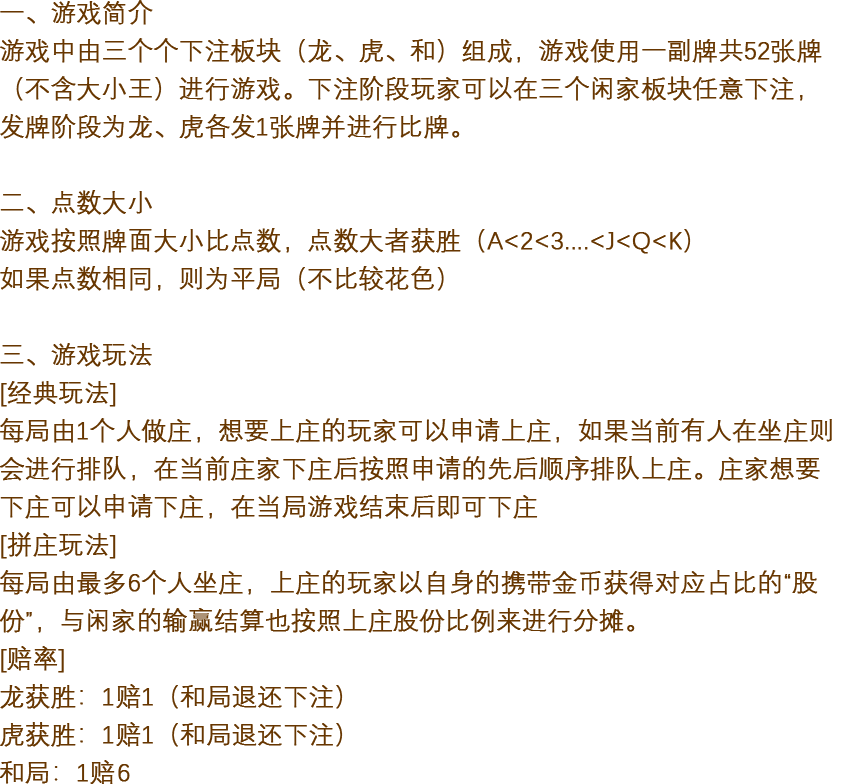 一、游戏简介
游戏中由三个个下注板块（龙、虎、和）组成，游戏使用一副牌共52张牌
（不含大小王）进行游戏。下注阶段玩家可以在三个闲家板块任意下注，
发牌阶段为龙、虎各发1张牌并进行比牌。
二、点数大小
游戏按照牌面大小比点数，点数大者获胜（A<2<3....<J<Q<K）
如果点数相同，则为平局（不比较花色）
三、游戏玩法
[经典玩法]
每局由1个人做庄，想要上庄的玩家可以申请上庄，如果当前有人在坐庄则
会进行排队，在当前庄家下庄后按照申请的先后顺序排队上庄。庄家想要
下庄可以申请下庄，在当局游戏结束后即可下庄
[拼庄玩法]
每局由最多6个人坐庄，上庄的玩家以自身的携带金币获得对应占比的“股
份”，与闲家的输赢结算也按照上庄股份比例来进行分摊。
[赔率]
龙获胜：1赔1（和局退还下注）
虎获胜：1赔1（和局退还下注）
和局：1赔6